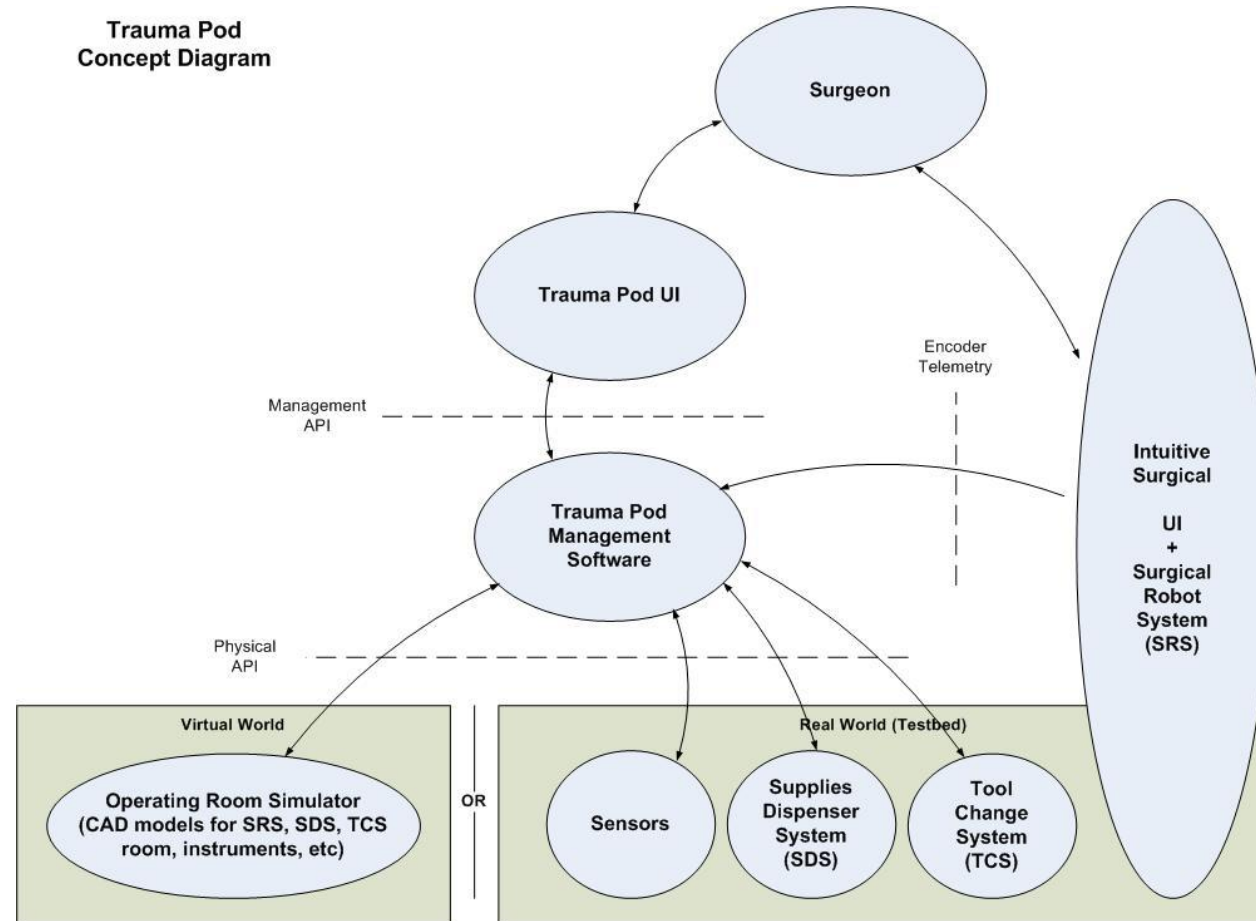 Trauma Pod
Concept Diagram
Surgeon
Trauma Pod UI
Encoder
Telemetry
Management
API
Intuitive
Surgical
UI
+
Surgical
Robot
System
(SRS)
Trauma Pod
Management
Software
Physical
API
Virtual World
Real World (Testbed)
Operating Room Simulator
(CAD models for SRS, SDS, TCS
room, instruments, etc)
OR
Sensors
Supplies
Dispenser
System
(SDS)
Tool
Change
System
(TCS)